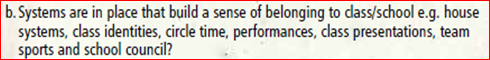 b. Systems are in place that build a sense of belonging to class/school e.g. house
systems, class identities, circle time, performances, class presentations, team
sports and school council?